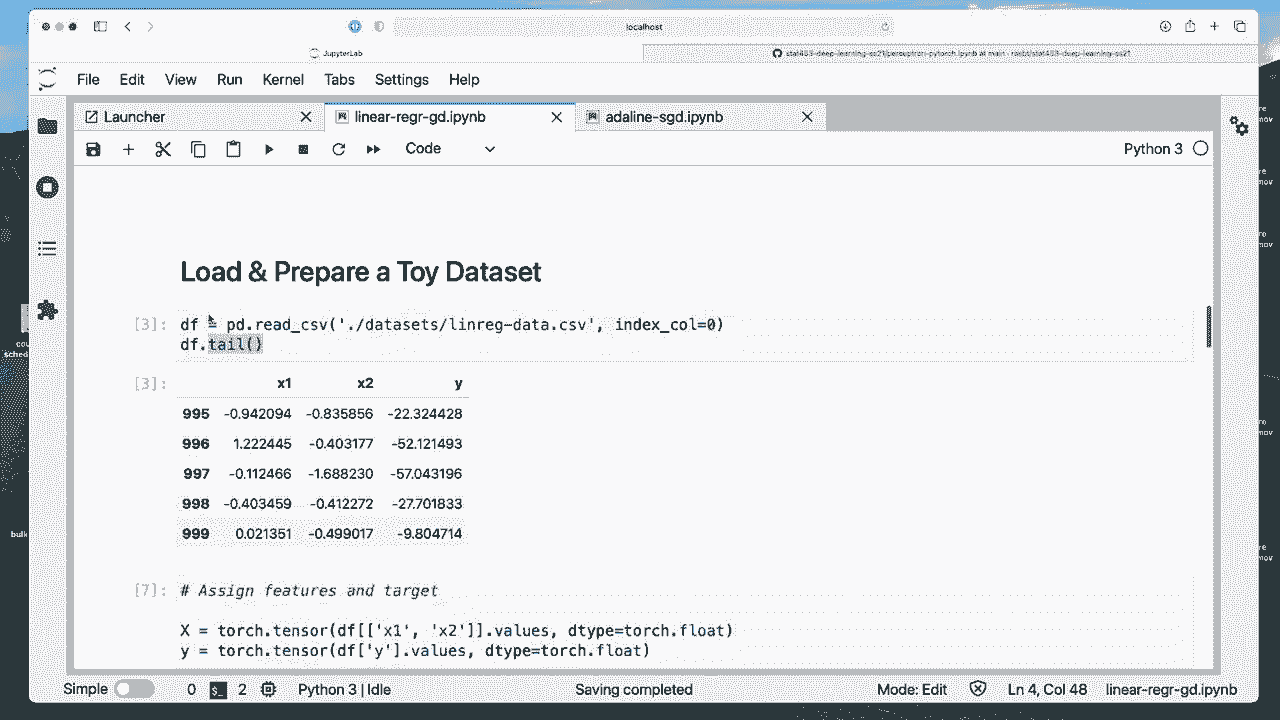 localhost
JupyterLab
stat453-deep-learning-ss21/perceptron-pytorch.ipynb at main · rasbt/stat453-deep-learning-ss21
File Edit View Run Kernel Tabs Settings Help
Launcher linear-regr-gd.ipynb adaline-sgd.ipynb
Code Python 3
Load & Prepare a Toy Dataset
[3]: df = pd.read_csv('./datasets/linreg-data.csv', index_col=0)
df.tail()
[3]: x1 x2 y
995 -0.942094 -0.835856 -22.324428
996 1.222445 -0.403177 -52.121493
997 -0.112466 -1.688230 -57.043196
998 -0.403459 -0.412272 -27.701833
999 0.021351 -0.499017 -9.804714
[7]: # Assign features and target
X = torch.tensor(df[['x1', 'x2']].values, dtype=torch.float)
y = torch.tensor(df['y'].values, dtype=torch.float)
Simple 0 2 Python 3 | Idle Saving completed Mode: Edit Ln 4, Col 48 linear-regr-gd.ipynb